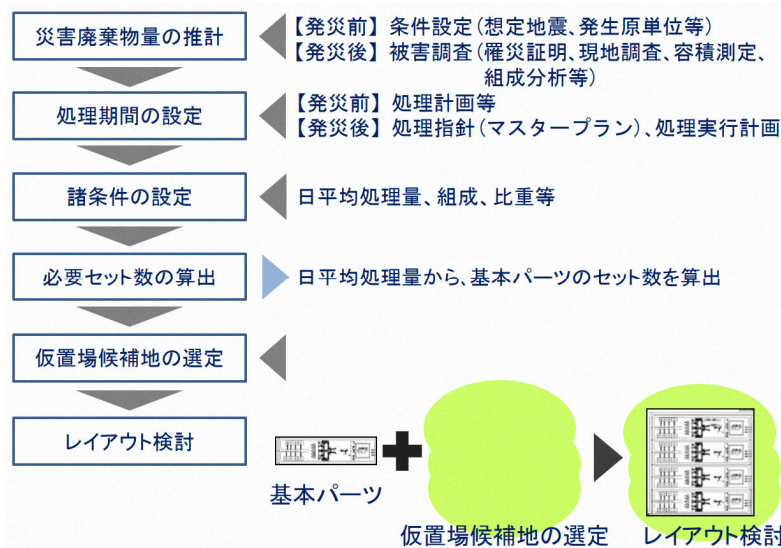 災害廃棄物量の推計
【発災前】条件設定(想定地震、発生原単位等)
【発災後】被害調査(罹災証明、現地調査、容積測定、
組成分析等)
処理期間の設定
【発災前】処理計画等
【発災後】処理指針(マスタープラン)、処理実行計画
諸条件の設定
日平均処理量、組成、比重等
必要セット数の算出
日平均処理量から、基本パーツのセット数を算出
仮置場候補地の選定
レイアウト検討
基本パーツ
仮置場候補地の選定
レイアウト検討